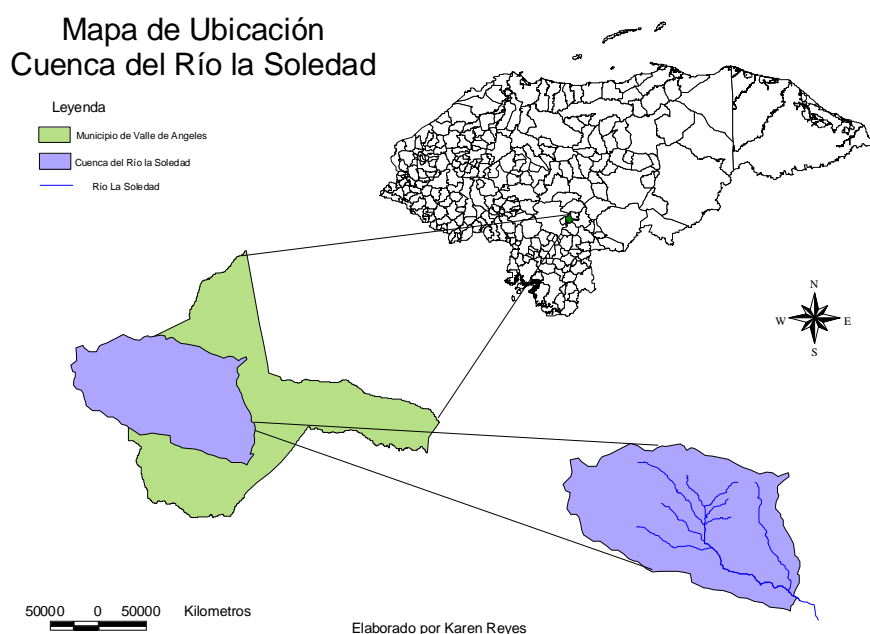 Mapa de Ubicación
Cuenca del Río la Soledad
Leyenda
Municipio de Valle de Angeles
Cuenca del Río la Soledad
Río La Soledad
N
W E
S
50000 0 50000 Kilometros
Elaborado por Karen Reyes